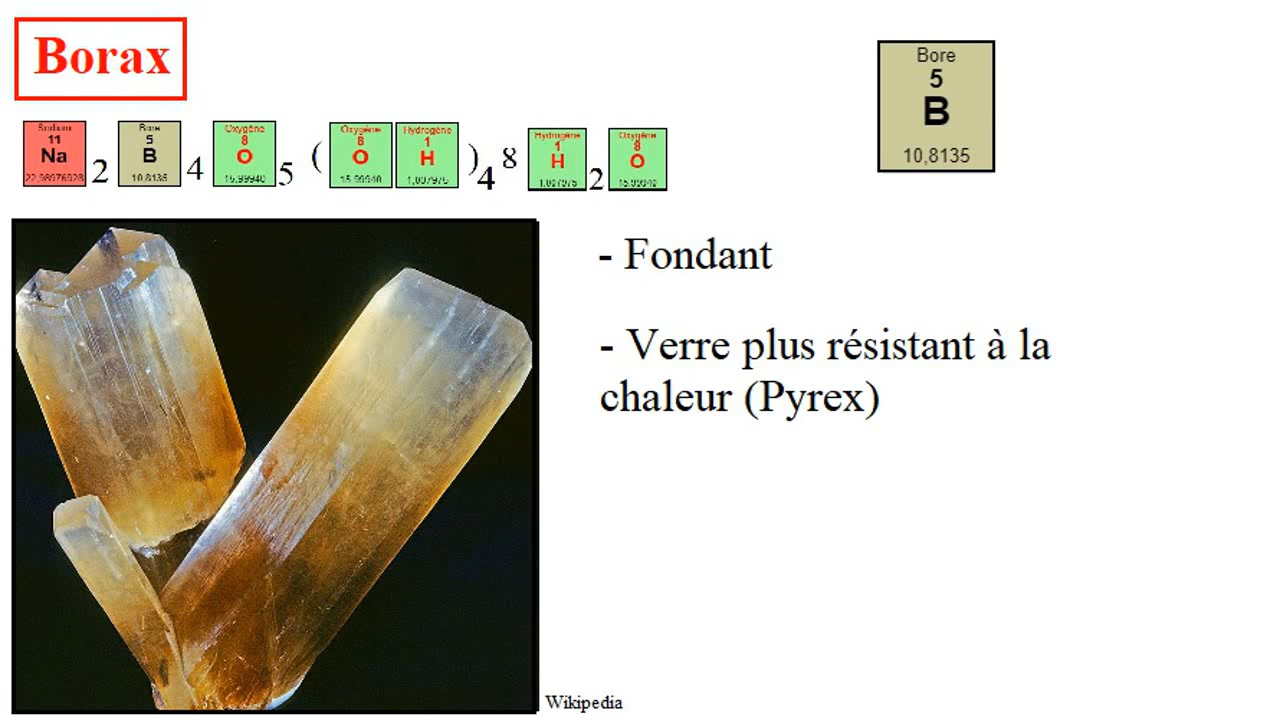 Borax
Bore
5
B
10,8135
Sodium 11 Na 22,98976928 2 Bore 5 B 10,8135 4 Oxygène 8 O 15,99940 5 ( Oxygène 8 O 15,99940 Hydrogène 1 H 1,007975 ) 4 8 Hydrogène 1 H 1,007975 2 Oxygène 8 O 15,99940
- Fondant
- Verre plus résistant à la
chaleur (Pyrex)
Wikipedia